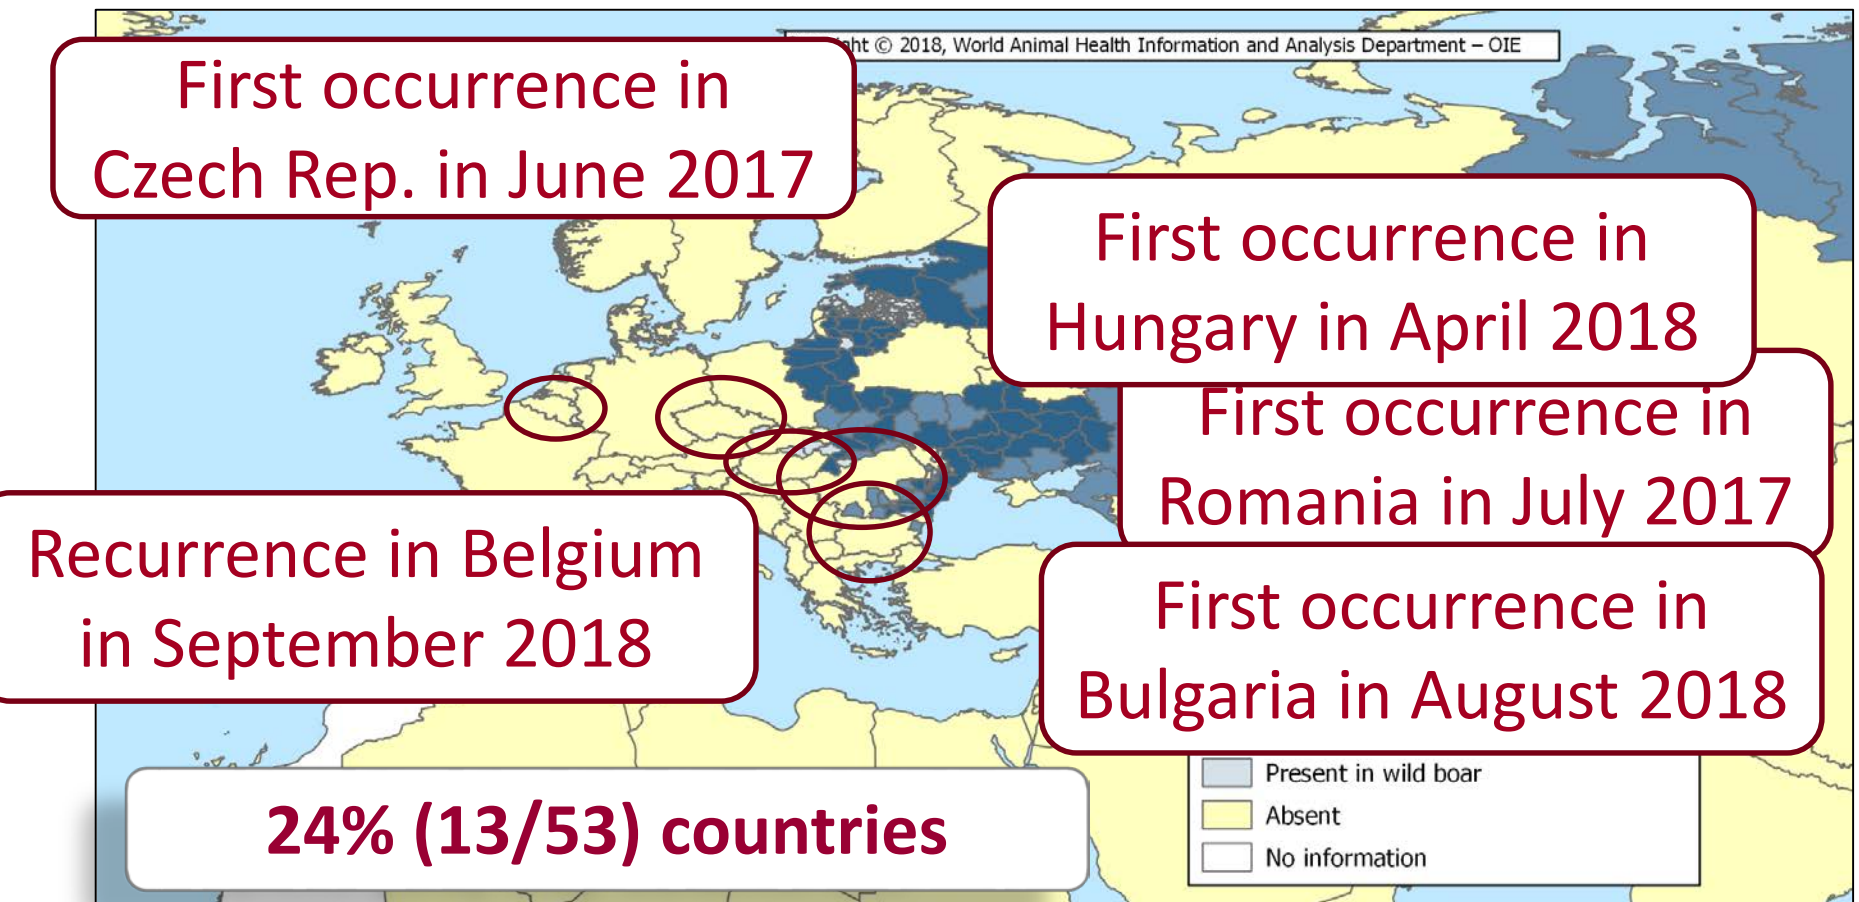 © 2018, World Animal Health Information and Analysis Department – OIE
First occurrence in
Czech Rep. in June 2017
First occurrence in
Hungary in April 2018
First occurrence in
Romania in July 2017
Recurrence in Belgium
in September 2018
First occurrence in
Bulgaria in August 2018
Present in wild boar
Absent
No information
24% (13/53) countries